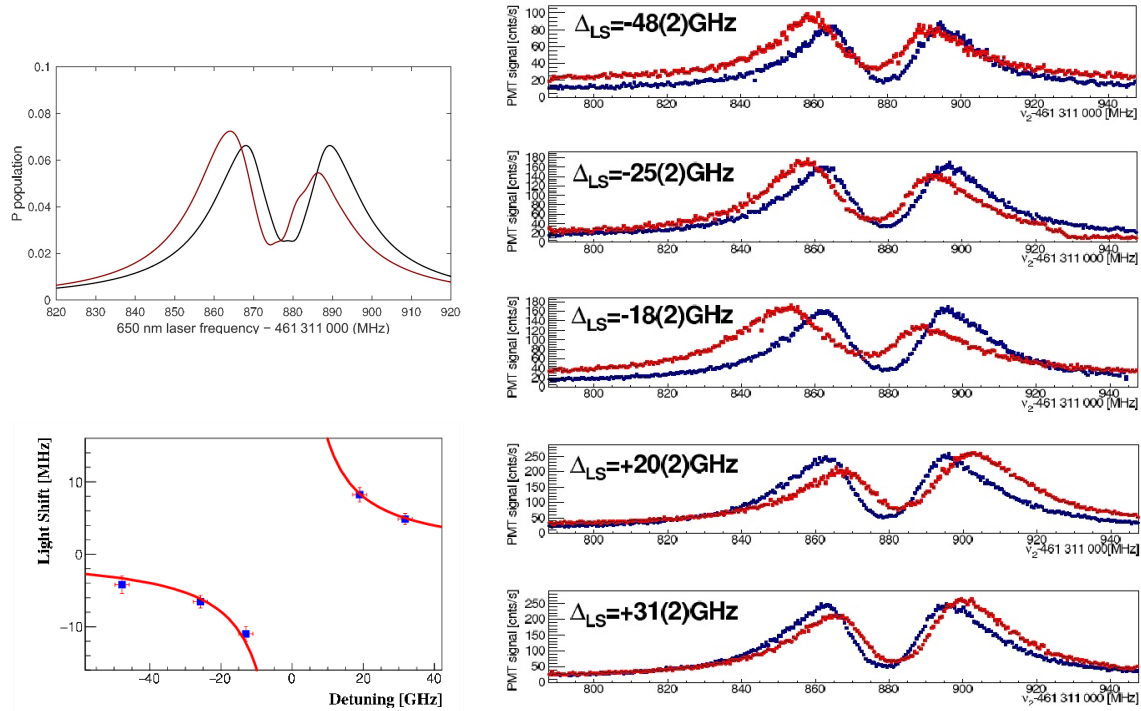 0.1
0.08
0.06
0.04
0.02
0
P population
820 830 840 850 860 870 880 890 900 910 920
650 nm laser frequency − 461 311 000 (MHz)
Light Shift [MHz]
10
0
−10
−40 −20 0 20 40
Detuning [GHz]
Δ_LS=-48(2)GHz
PMT signal [cnts/s]
100
80
60
40
20
0
800 820 840 860 880 900 920 940
ν₂-461 311 000 [MHz]
Δ_LS=-25(2)GHz
PMT signal [cnts/s]
180
160
140
120
100
80
60
40
20
0
800 820 840 860 880 900 920 940
ν₂-461 311 000 [MHz]
Δ_LS=-18(2)GHz
PMT signal [cnts/s]
180
160
140
120
100
80
60
40
20
0
800 820 840 860 880 900 920 940
ν₂-461 311 000 [MHz]
Δ_LS=+20(2)GHz
PMT signal [cnts/s]
250
200
150
100
50
0
800 820 840 860 880 900 920 940
ν₂-461 311 000[MHz]
Δ_LS=+31(2)GHz
PMT signal [cnts/s]
250
200
150
100
50
0
800 820 840 860 880 900 920 940
ν₂-461 311 000 [MHz]